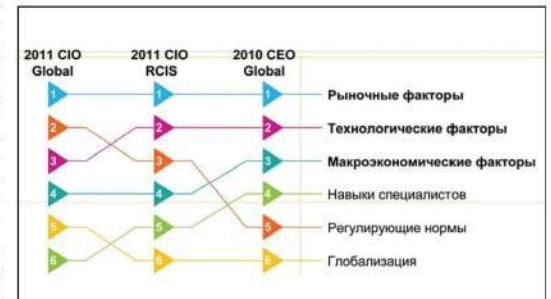 2011 CIO
Global
2011 CIO
RCIS
2010 CEO
Global
1
1
1
Рыночные факторы
2
2
2
Технологические факторы
3
3
3
Макроэкономические факторы
4
4
4
Навыки специалистов
5
5
5
Регулирующие нормы
6
6
6
Глобализация